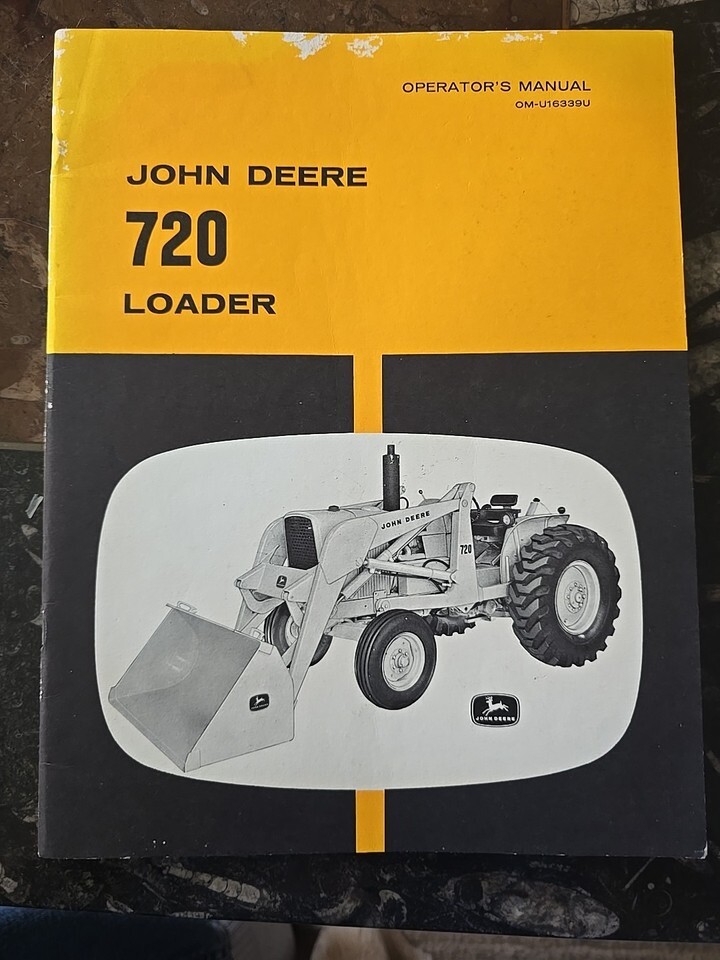 OPERATOR'S MANUAL
OM-U16339U
JOHN DEERE
720
LOADER
JOHN DEERE
720
JOHN DEERE